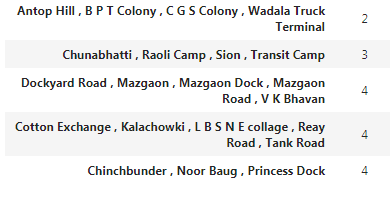 Antop Hill , B P T Colony , C G S Colony , Wadala Truck
Terminal
2
Chunabhatti , Raoli Camp , Sion , Transit Camp
3
Dockyard Road , Mazgaon , Mazgaon Dock , Mazgaon
Road , V K Bhavan
4
Cotton Exchange , Kalachowki , L B S N E collage , Reay
Road , Tank Road
4
Chinchbunder , Noor Baug , Princess Dock
4